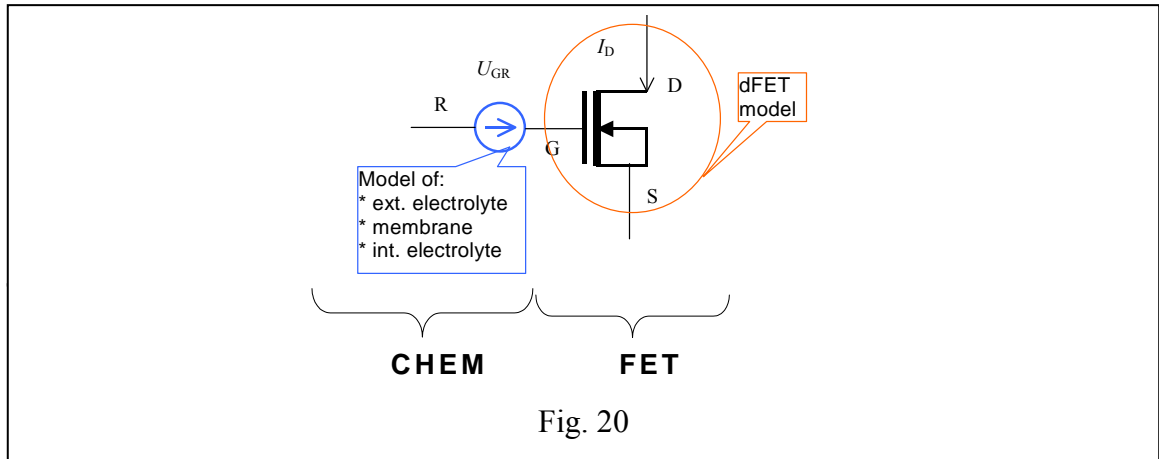 I_D
U_GR
R
D
G
S
dFET
model
Model of:
* ext. electrolyte
* membrane
* int. electrolyte
CHEM
FET
Fig. 20